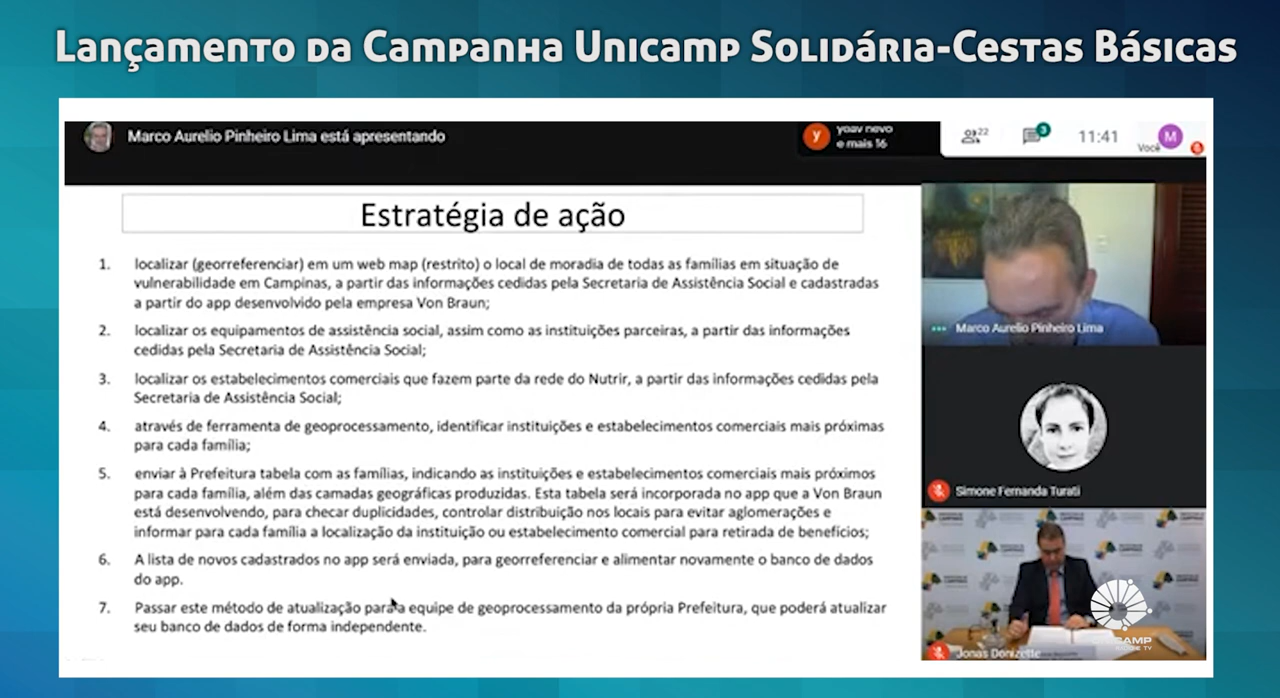 Lançamento da Campanha Unicamp Solidária-Cestas Básicas
Marco Aurelio Pinheiro Lima está apresentando
y
yoav nevo
e mais 16
22
3
11:41
Você
M
Estratégia de ação
1. localizar (georreferenciar) em um web map (restrito) o local de moradia de todas as famílias em situação de
vulnerabilidade em Campinas, a partir das informações cedidas pela Secretaria de Assistência Social e cadastradas
a partir do app desenvolvido pela empresa Von Braun;
2. localizar os equipamentos de assistência social, assim como as instituições parceiras, a partir das informações
cedidas pela Secretaria de Assistência Social;
3. localizar os estabelecimentos comerciais que fazem parte da rede do Nutrir, a partir das informações cedidas pela
Secretaria de Assistência Social;
4. através de ferramenta de geoprocessamento, identificar instituições e estabelecimentos comerciais mais próximas
para cada família;
5. enviar à Prefeitura tabela com as famílias, indicando as instituições e estabelecimentos comerciais mais próximos
para cada família, além das camadas geográficas produzidas. Esta tabela será incorporada no app que a Von Braun
está desenvolvendo, para checar duplicidades, controlar distribuição nos locais para evitar aglomerações e
informar para cada família a localização da instituição ou estabelecimento comercial para retirada de benefícios;
6. A lista de novos cadastrados no app será enviada, para georreferenciar e alimentar novamente o banco de dados
do app.
7. Passar este método de atualização para a equipe de geoprocessamento da própria Prefeitura, que poderá atualizar
seu banco de dados de forma independente.
Marco Aurelio Pinheiro Lima
Simone Fernanda Turati
Jonas Donizette